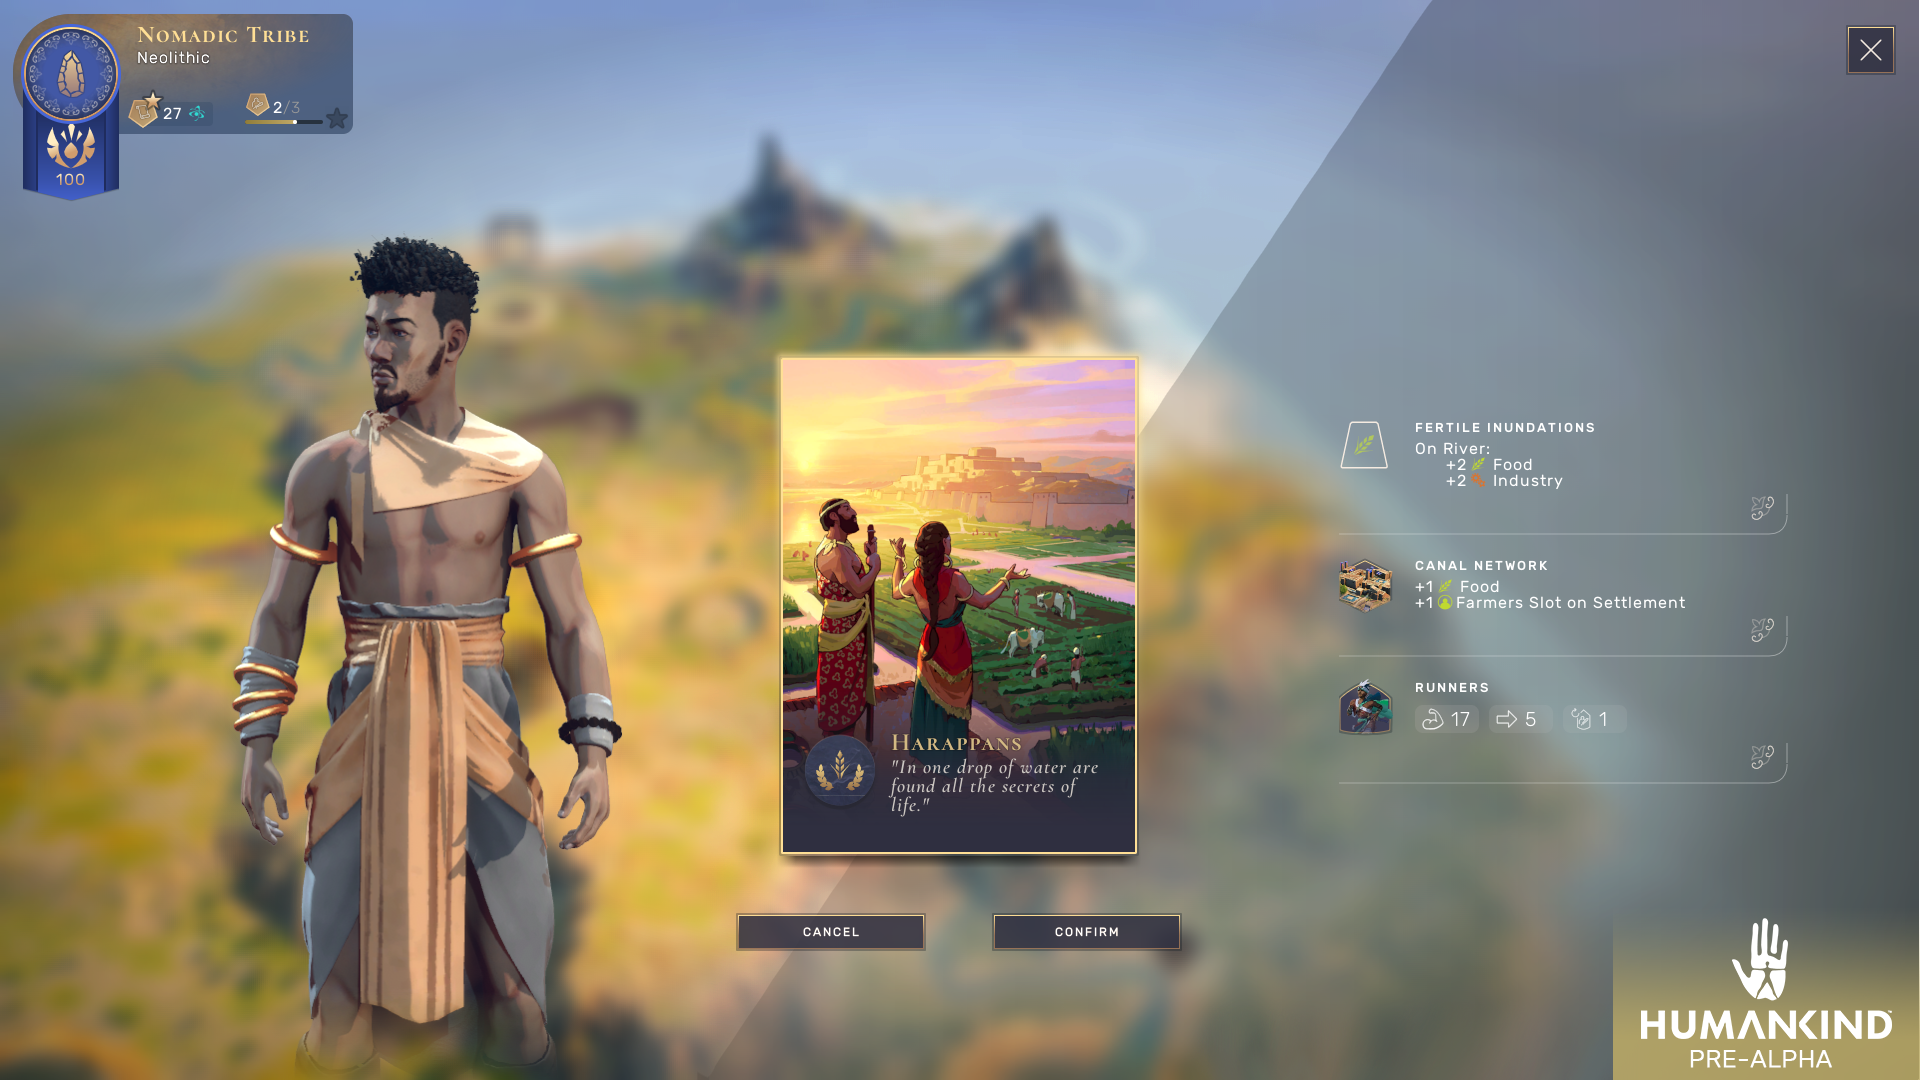 NOMADIC TRIBE
Neolithic
27
2/3
100
FERTILE INUNDATIONS
On River:
+2 Food
+2 Industry
CANAL NETWORK
+1 Food
+1 Farmers Slot on Settlement
RUNNERS
17 5 1
HARAPPANS
"In one drop of water are
found all the secrets of
life."
CANCEL
CONFIRM
HUMANKIND
PRE-ALPHA